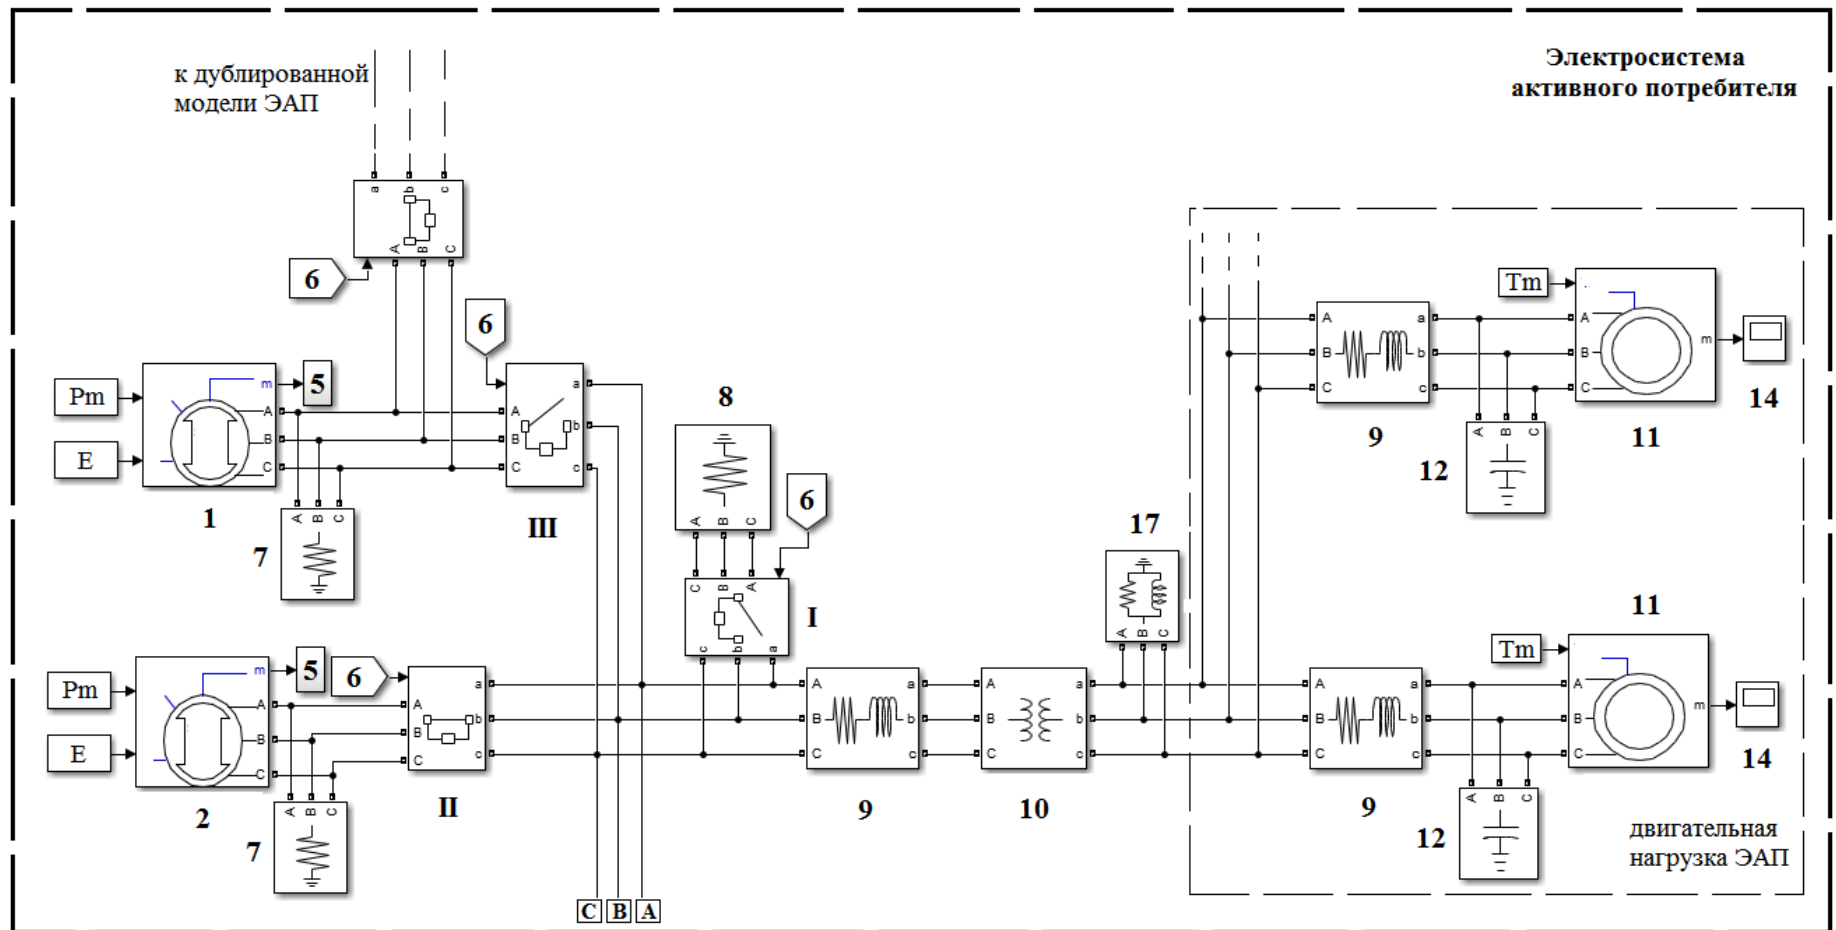 Электросистема
активного потребителя
к дублированной
модели ЭАП
a b c
A B C
6
6
Pm
E
m
5
A
B
C
1
A B C
7
A
B
C
a
b
c
III
8
A B C
6
C B A
c b a
I
Pm
E
m
5
A
B
C
2
A B C
7
6
A
B
C
a
b
c
II
C B A
A
B
C
a
b
c
9
A
B
C
a
b
c
10
17
A B C
A
B
C
a
b
c
9
A B C
12
Tm
A
B
C
m
11
14
A
B
C
a
b
c
9
A B C
12
Tm
A
B
C
m
11
14
двигательная
нагрузка ЭАП